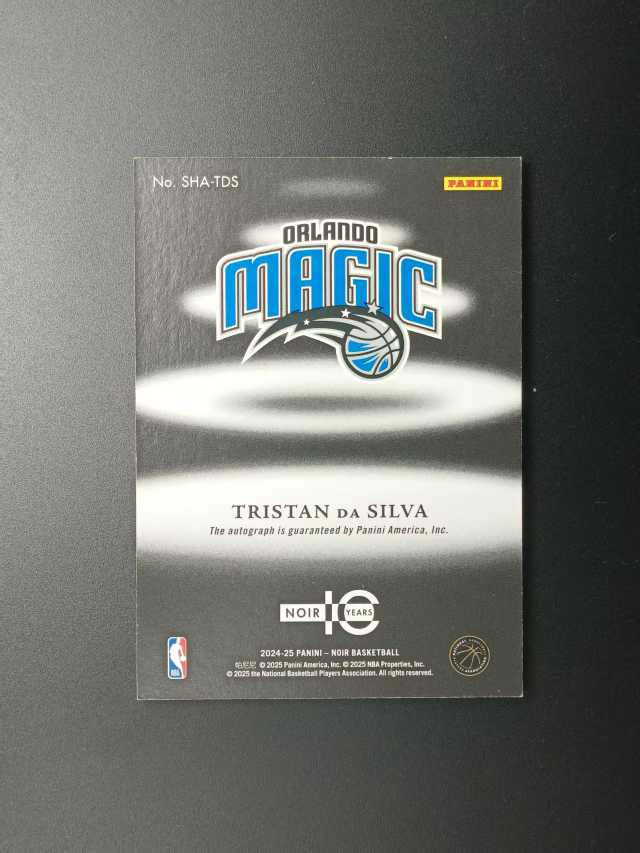 No. SHA-TDS
PANINI
ORLANDO
MAGIC
TRISTAN DA SILVA
The autograph is guaranteed by Panini America, Inc.
NOIR 10 YEARS
2024-25 PANINI – NOIR BASKETBALL
帕尼尼 © 2025 Panini America, Inc. © 2025 NBA Properties, Inc.
© 2025 the National Basketball Players Association. All rights reserved.
NBA